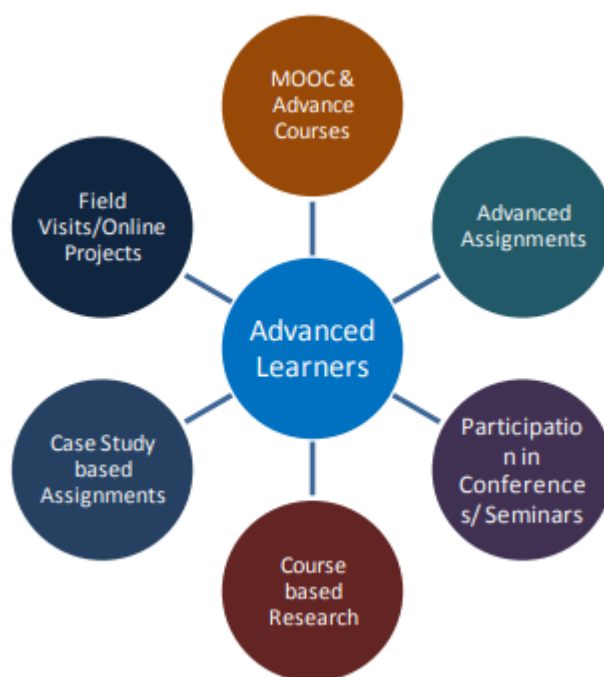 MOOC &
Advance
Courses
Advanced
Assignments
Participatio
n in
Conference
s/ Seminars
Course
based
Research
Case Study
based
Assignments
Field
Visits/Online
Projects
Advanced
Learners